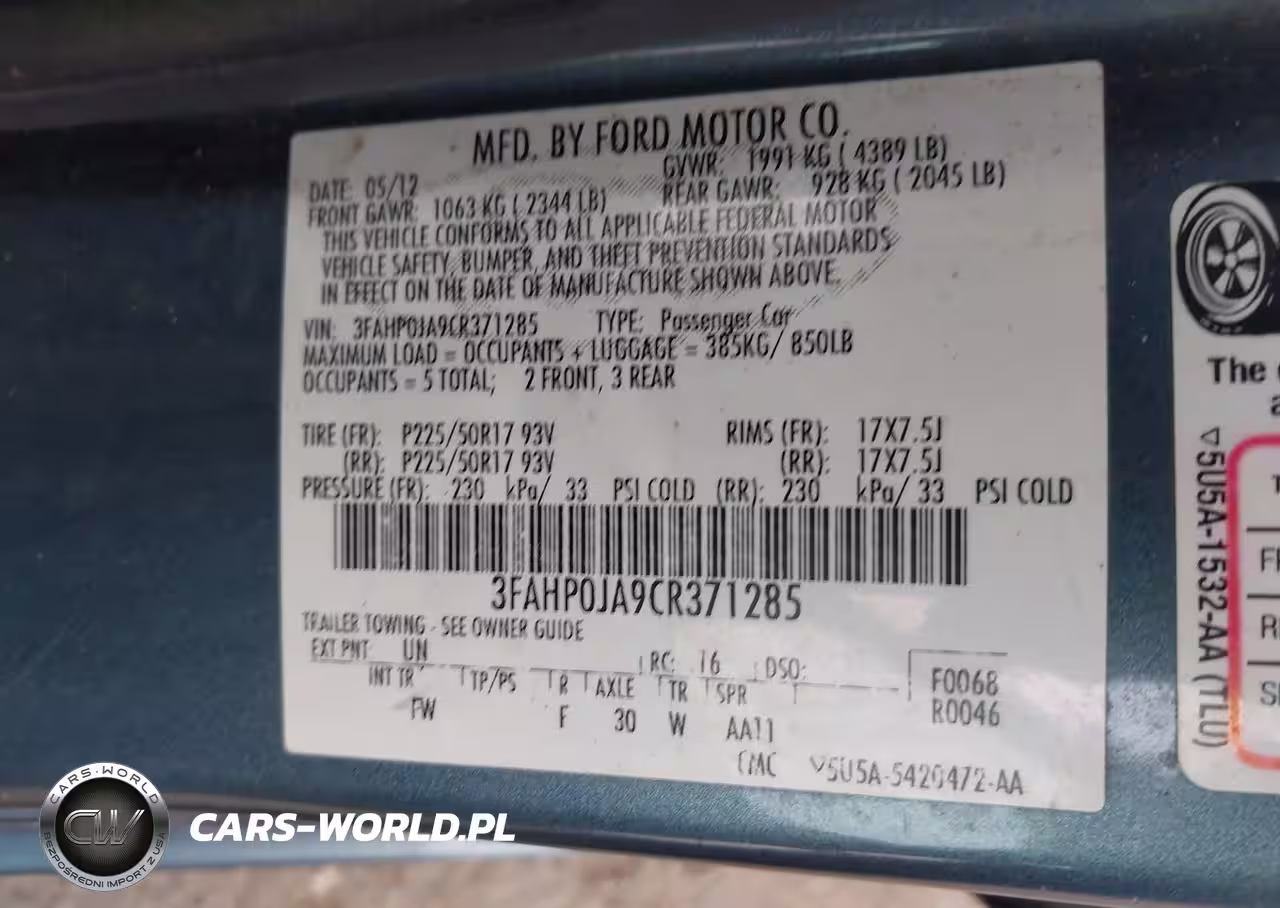 MFD. BY FORD MOTOR CO.
DATE: 05/12 GVWR: 1991 KG ( 4389 LB)
FRONT GAWR: 1063 KG ( 2344 LB) REAR GAWR: 928 KG ( 2045 LB)
THIS VEHICLE CONFORMS TO ALL APPLICABLE FEDERAL MOTOR
VEHICLE SAFETY, BUMPER, AND THEFT PREVENTION STANDARDS
IN EFFECT ON THE DATE OF MANUFACTURE SHOWN ABOVE.
VIN: 3FAHP0JA9CR371285 TYPE: Passenger Car
MAXIMUM LOAD = OCCUPANTS + LUGGAGE = 385KG/ 850LB
OCCUPANTS = 5 TOTAL; 2 FRONT, 3 REAR
TIRE (FR): P225/50R17 93V RIMS (FR): 17X7.5J
(RR): P225/50R17 93V (RR): 17X7.5J
PRESSURE (FR): 230 kPa/ 33 PSI COLD (RR): 230 kPa/ 33 PSI COLD
3FAHP0JA9CR371285
TRAILER TOWING - SEE OWNER GUIDE
EXT PNT: UN RC: 16 DSO:
INT TR TP/PS R AXLE TR SPR F0068
FW F 30 W AA11 R0046
CMC ▽5U5A-5420472-AA
The
▽5U5A-1532-AA (TLU)
CARS-WORLD
CW
BEZPOŚREDNI IMPORT Z USA
CARS-WORLD.PL